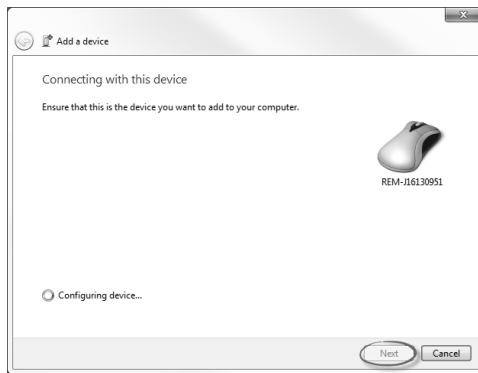 Add a device
Connecting with this device
Ensure that this is the device you want to add to your computer.
REM-J16130951
Configuring device...
Next Cancel